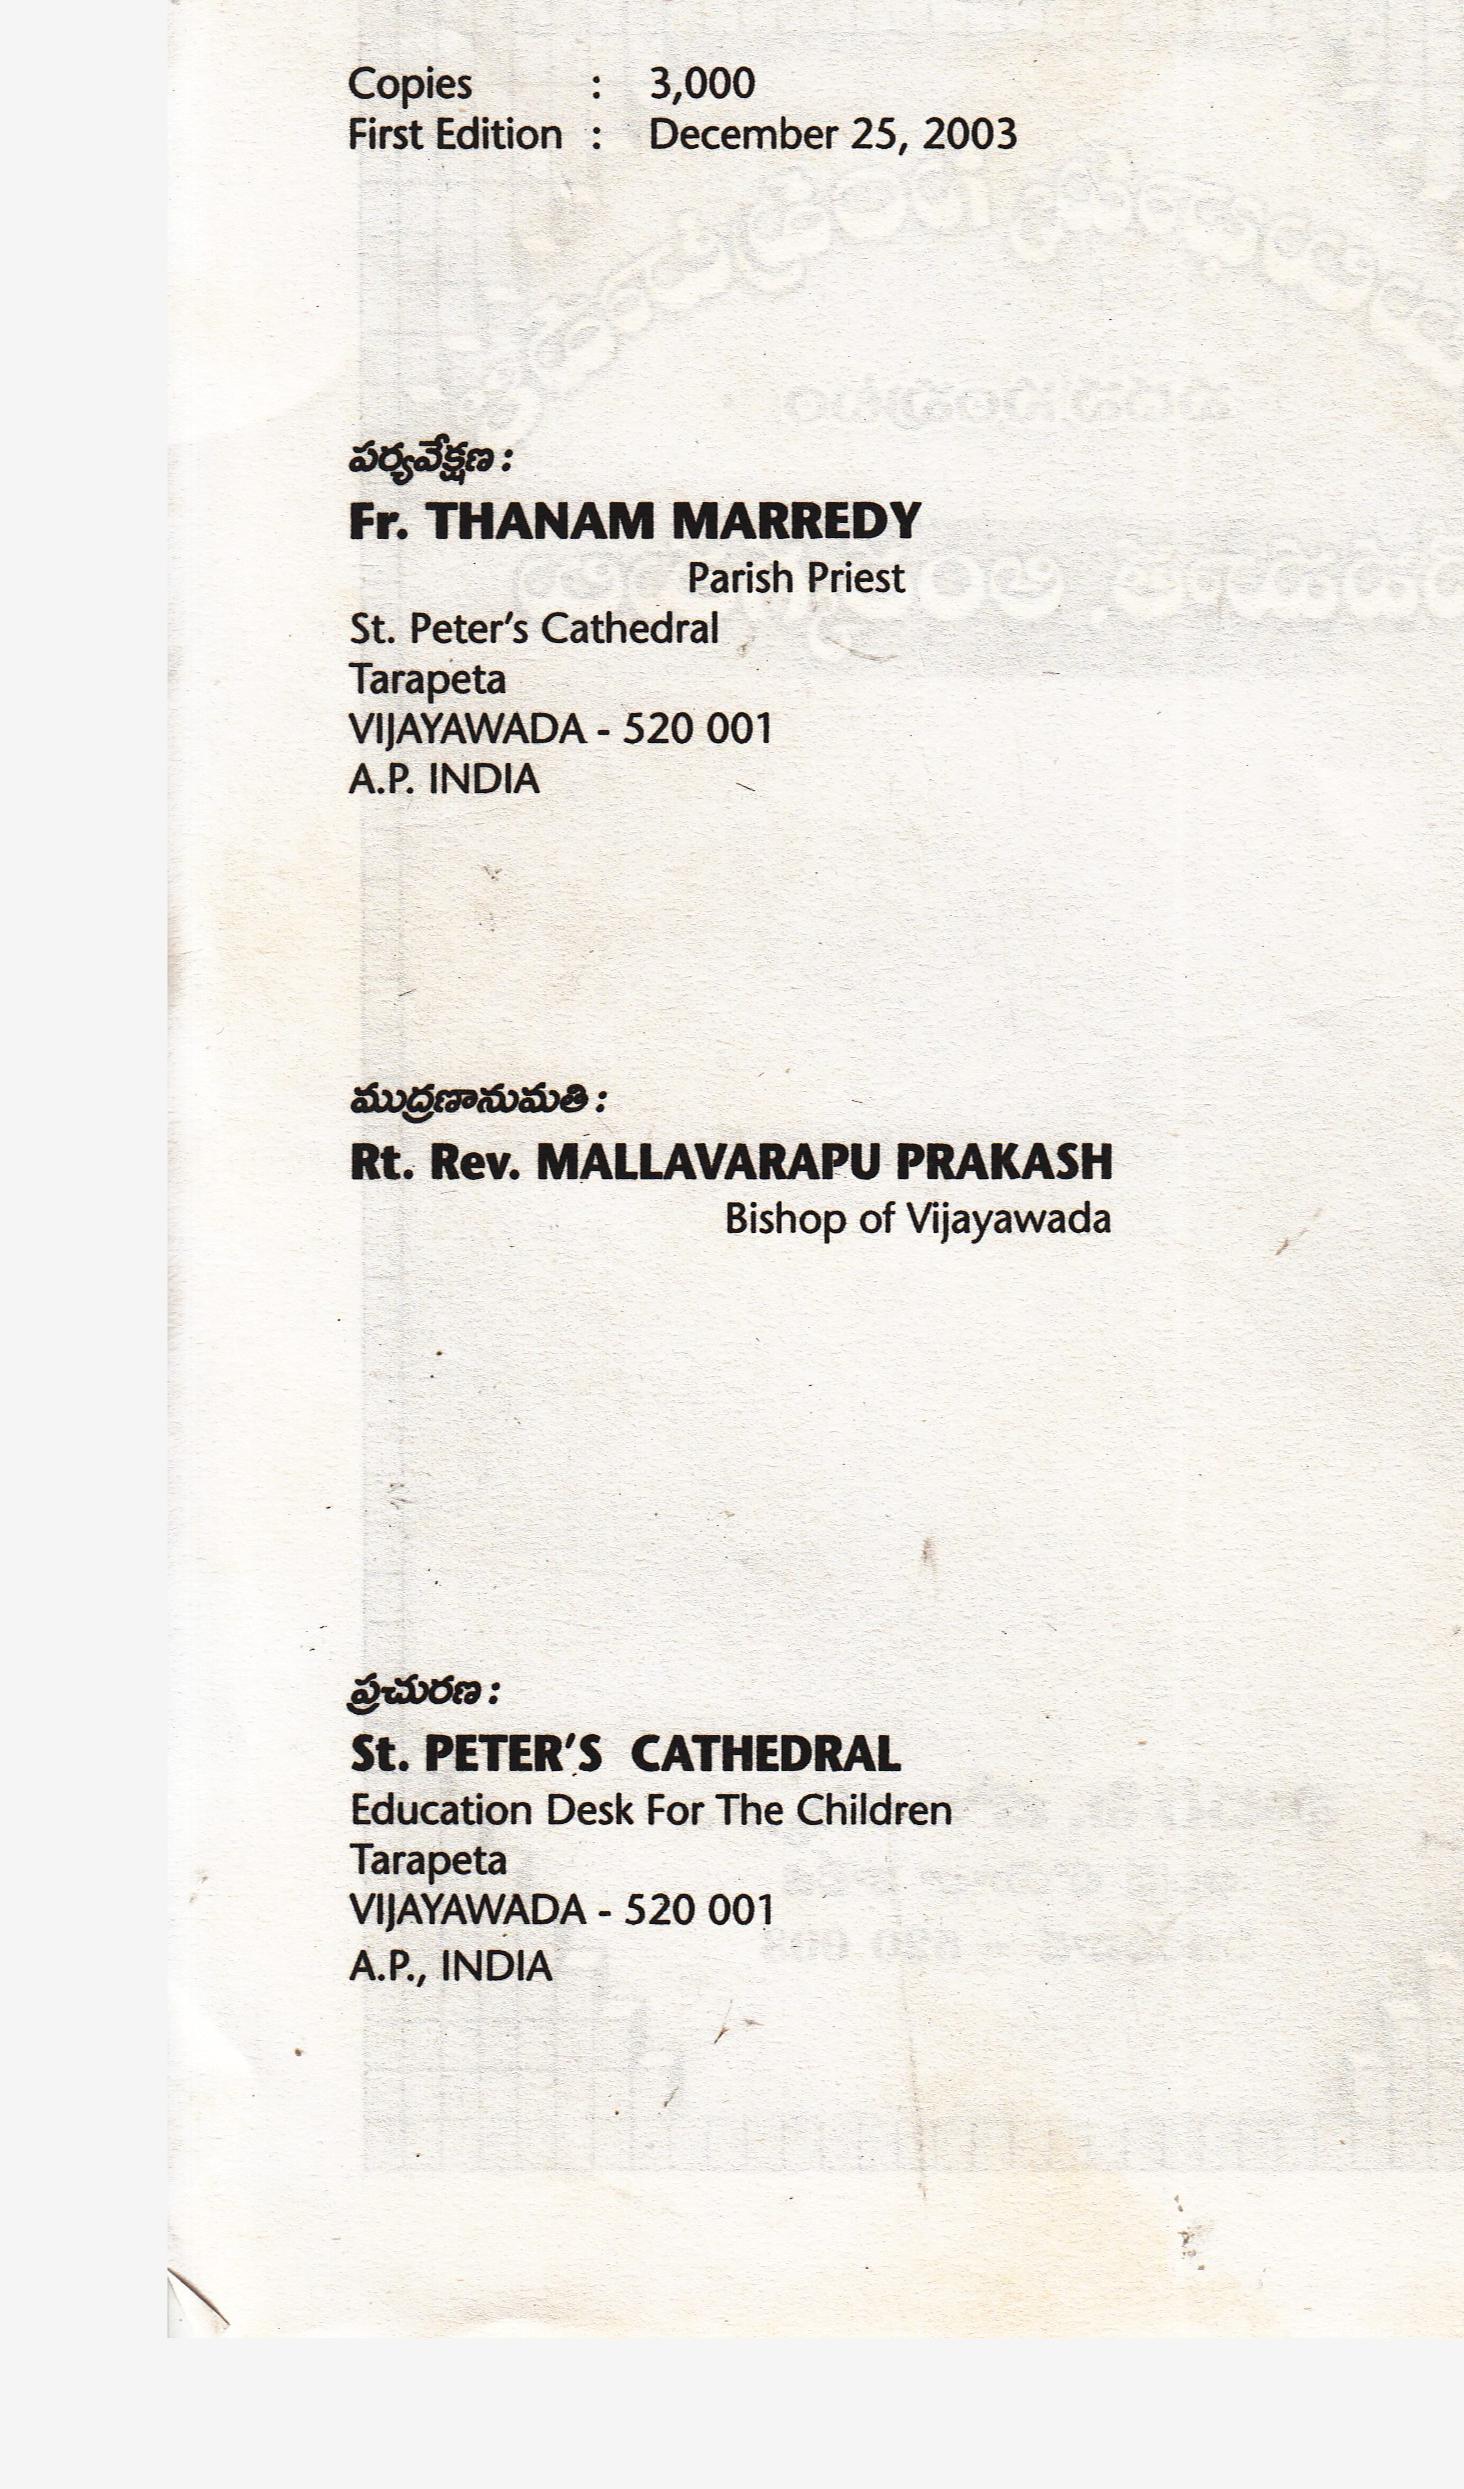 Copies : 3,000
First Edition : December 25, 2003
పర్యవేక్షణ :
Fr. THANAM MARREDY
Parish Priest
St. Peter's Cathedral
Tarapeta
VIJAYAWADA - 520 001
A.P. INDIA
ముద్రణానుమతి :
Rt. Rev. MALLAVARAPU PRAKASH
Bishop of Vijayawada
ప్రచురణ :
St. PETER'S CATHEDRAL
Education Desk For The Children
Tarapeta
VIJAYAWADA - 520 001
A.P., INDIA